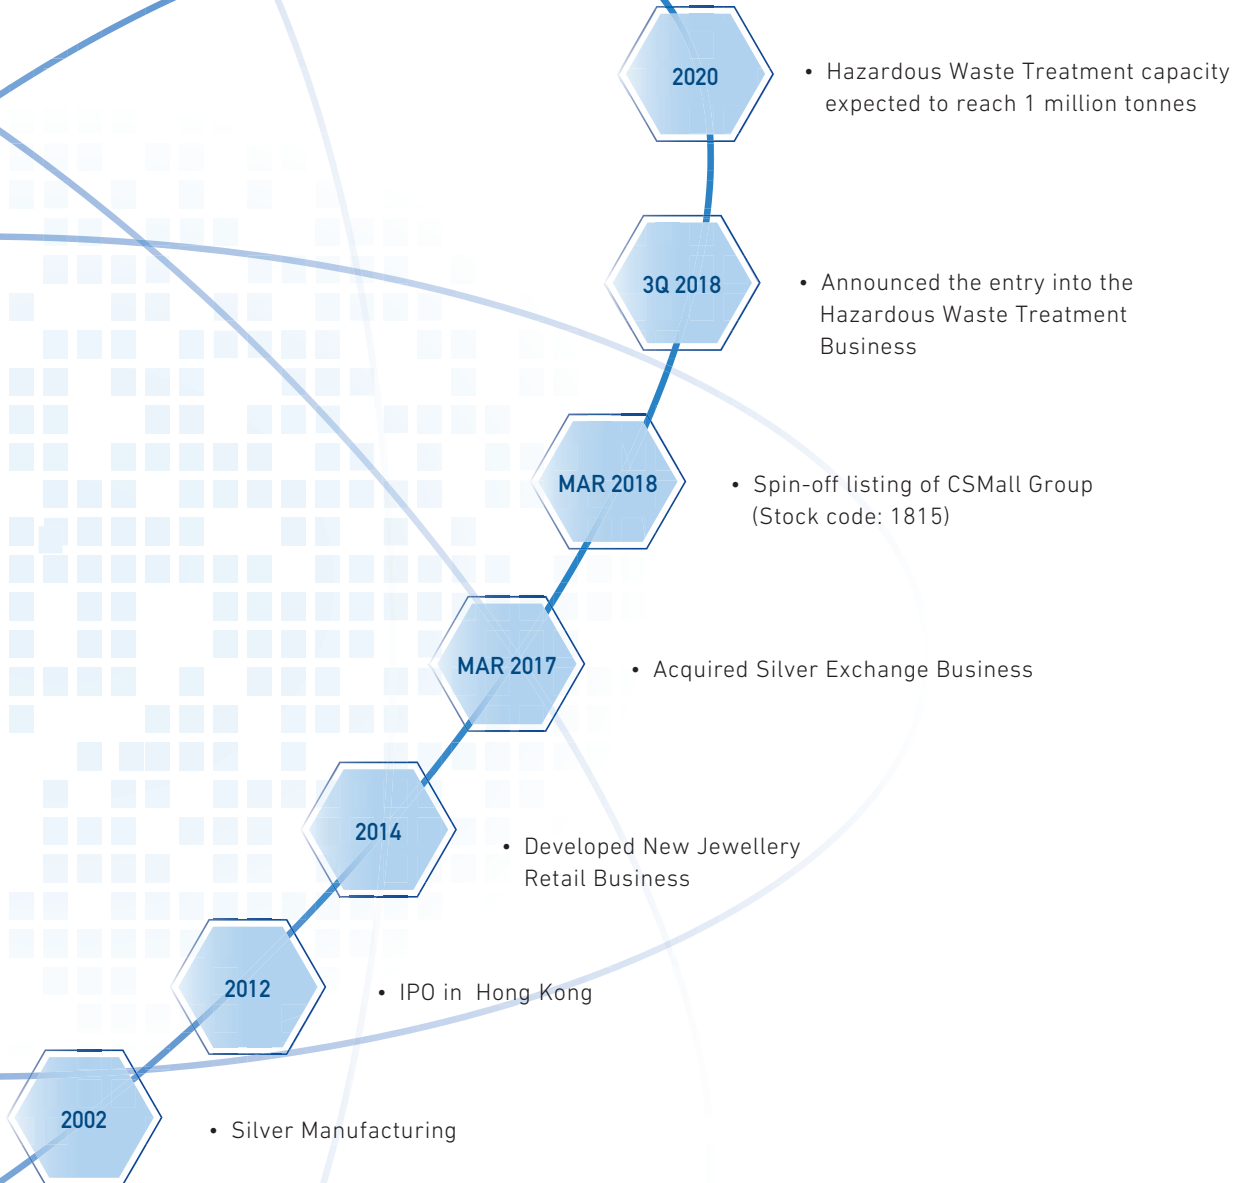 2020
• Hazardous Waste Treatment capacity
expected to reach 1 million tonnes
3Q 2018
• Announced the entry into the
Hazardous Waste Treatment
Business
MAR 2018
• Spin-off listing of CSMall Group
(Stock code: 1815)
MAR 2017
• Acquired Silver Exchange Business
2014
• Developed New Jewellery
Retail Business
2012
• IPO in Hong Kong
2002
• Silver Manufacturing